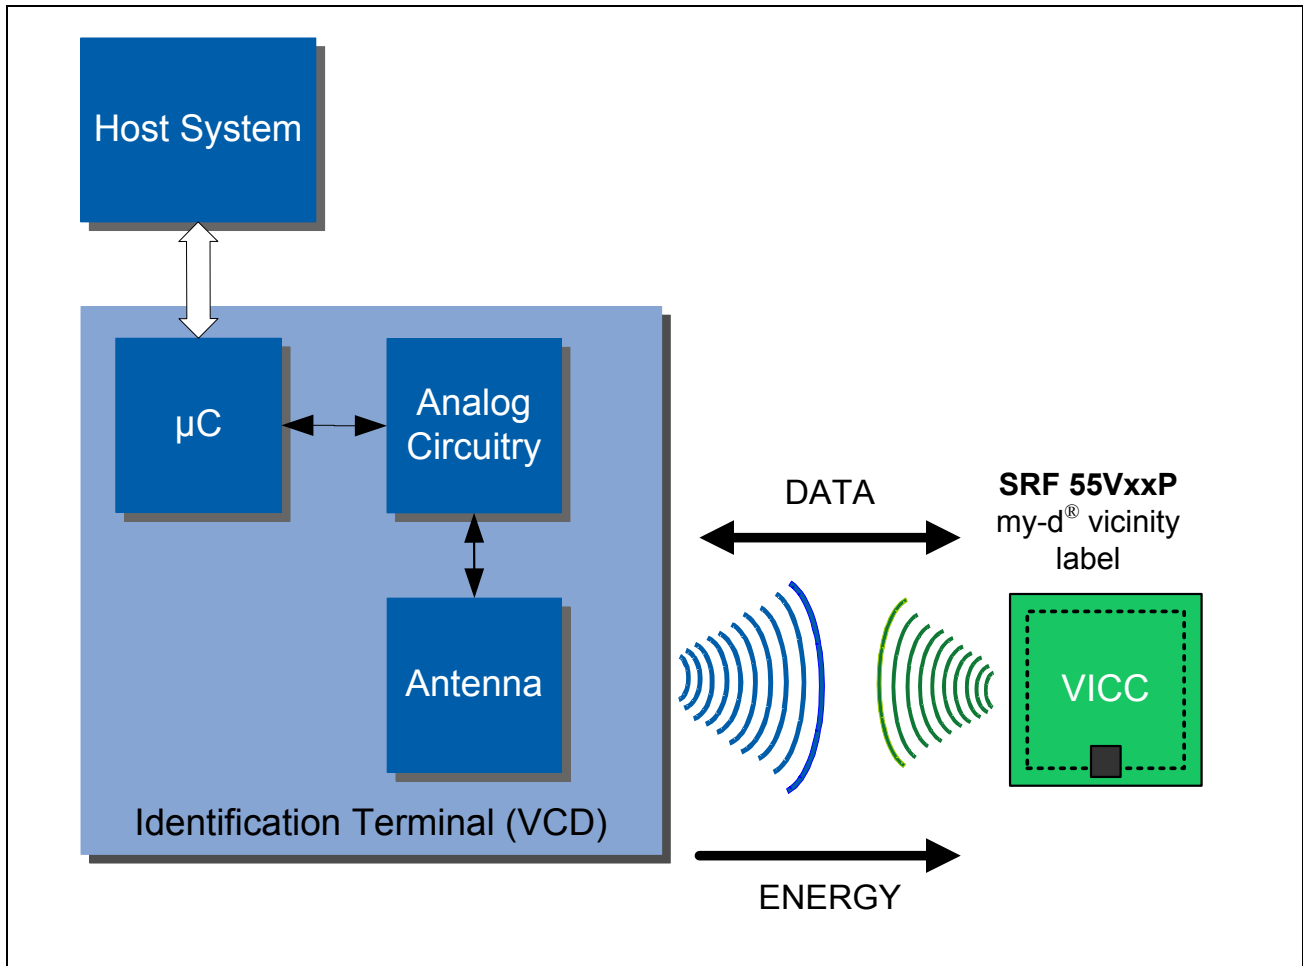 Host System
µC
Analog
Circuitry
Antenna
Identification Terminal (VCD)
DATA
ENERGY
SRF 55VxxP
my-d® vicinity
label
VICC